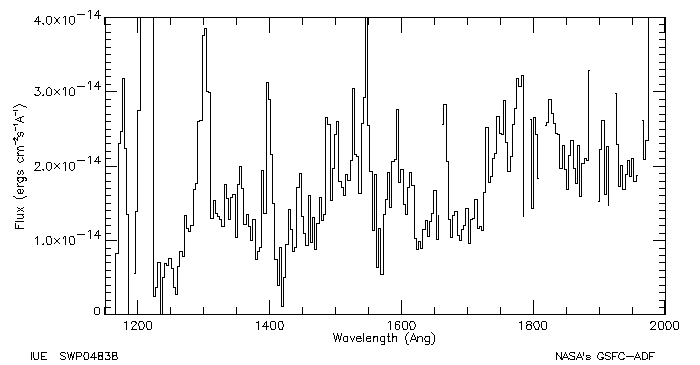 4.0×10⁻¹⁴
3.0×10⁻¹⁴
2.0×10⁻¹⁴
1.0×10⁻¹⁴
0
Flux (ergs cm⁻²s⁻¹A⁻¹)
1200 1400 1600 1800 2000
Wavelength (Ang)
IUE SWP04838 NASA's GSFC–ADF